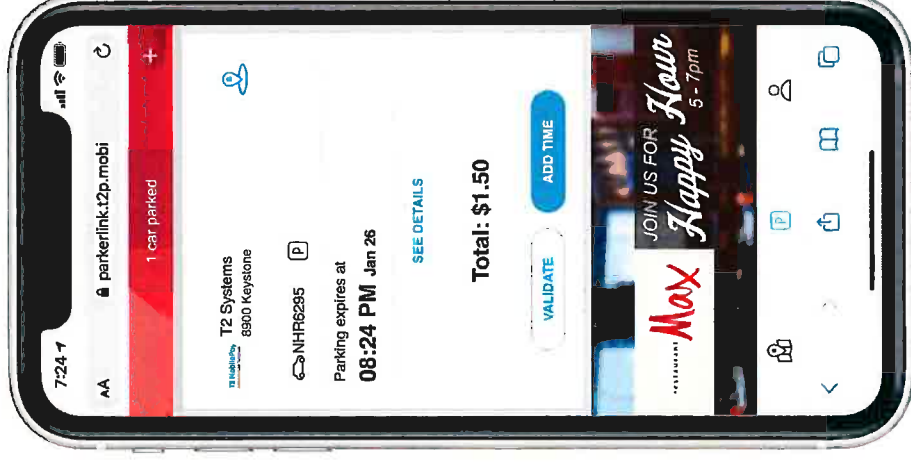 7:24
AA
parkerlink.t2p.mobi
1 car parked
+
T2 MobilePay
T2 Systems
8900 Keystone
NHR6295
P
Parking expires at
08:24 PM Jan 26
SEE DETAILS
Total: $1.50
VALIDATE
ADD TIME
restaurant
Max
JOIN US FOR
Happy Hour
5 - 7pm
P